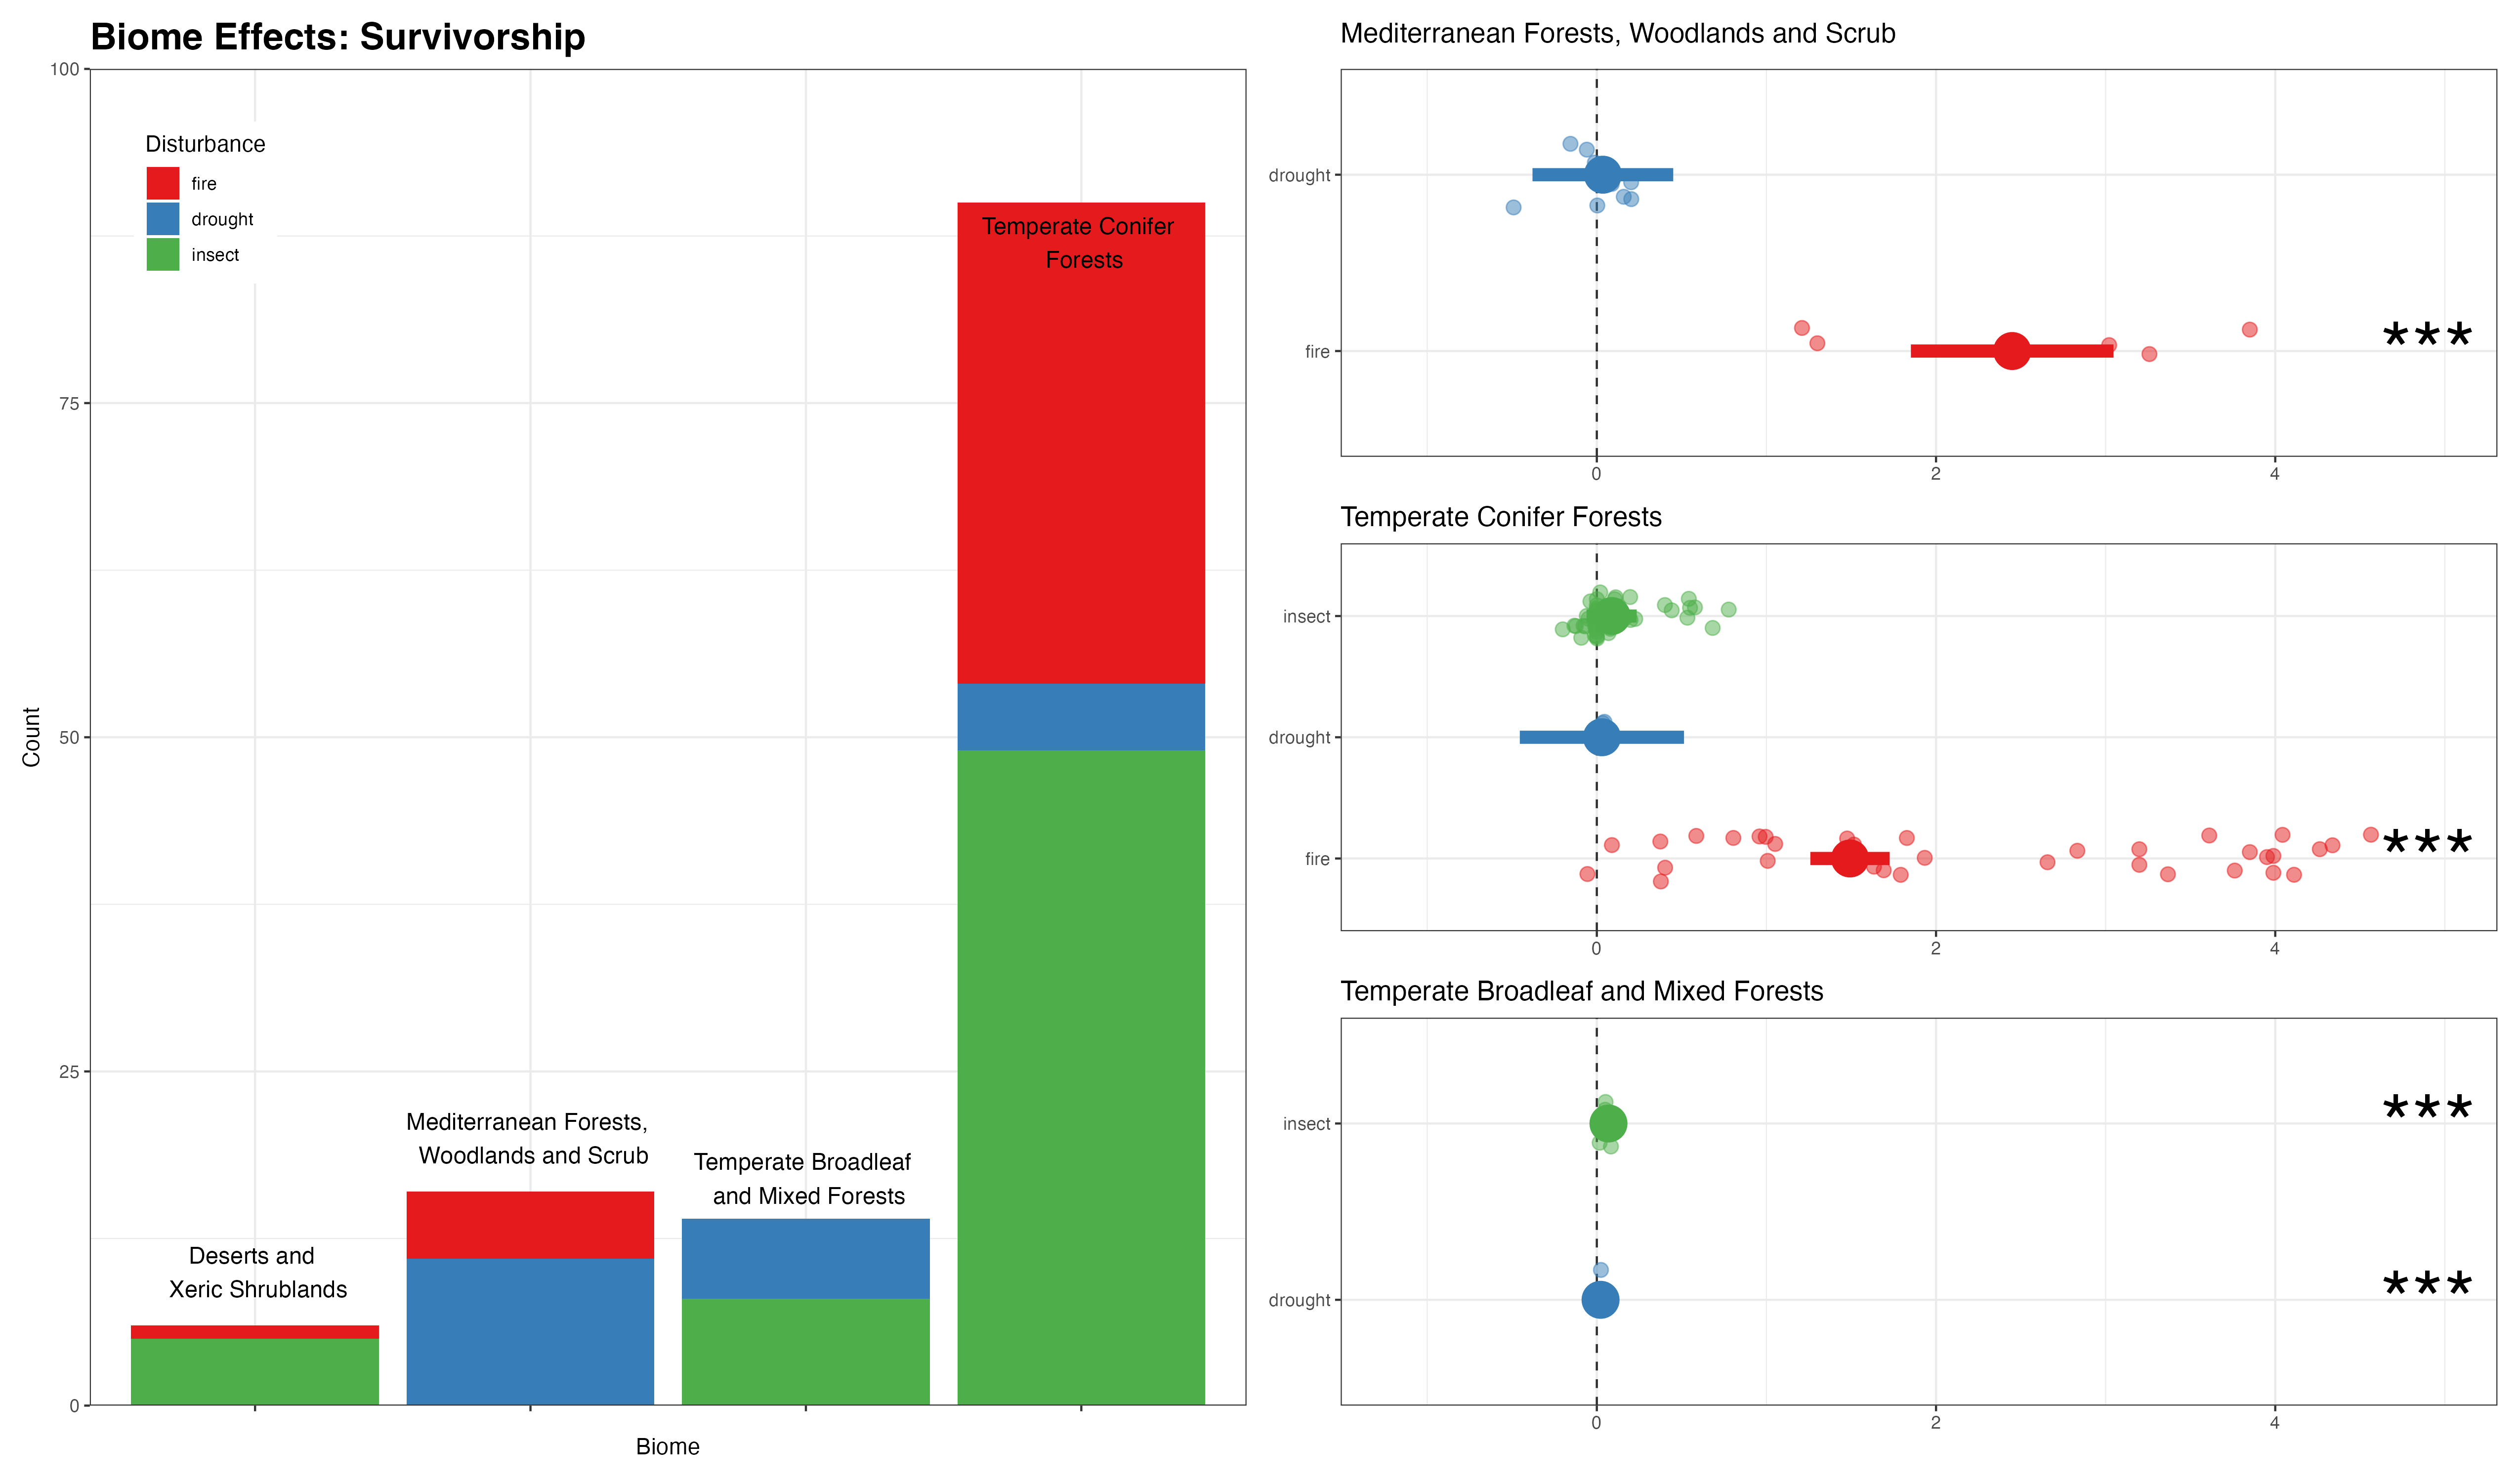 Biome Effects: Survivorship
100
75
50
25
0
Count
Biome
Disturbance
fire
drought
insect
Deserts and
Xeric Shrublands
Mediterranean Forests,
Woodlands and Scrub
Temperate Broadleaf
and Mixed Forests
Temperate Conifer
Forests
Mediterranean Forests, Woodlands and Scrub
drought
fire
***
0 2 4
Temperate Conifer Forests
insect
drought
fire
***
0 2 4
Temperate Broadleaf and Mixed Forests
insect
***
drought
***
0 2 4